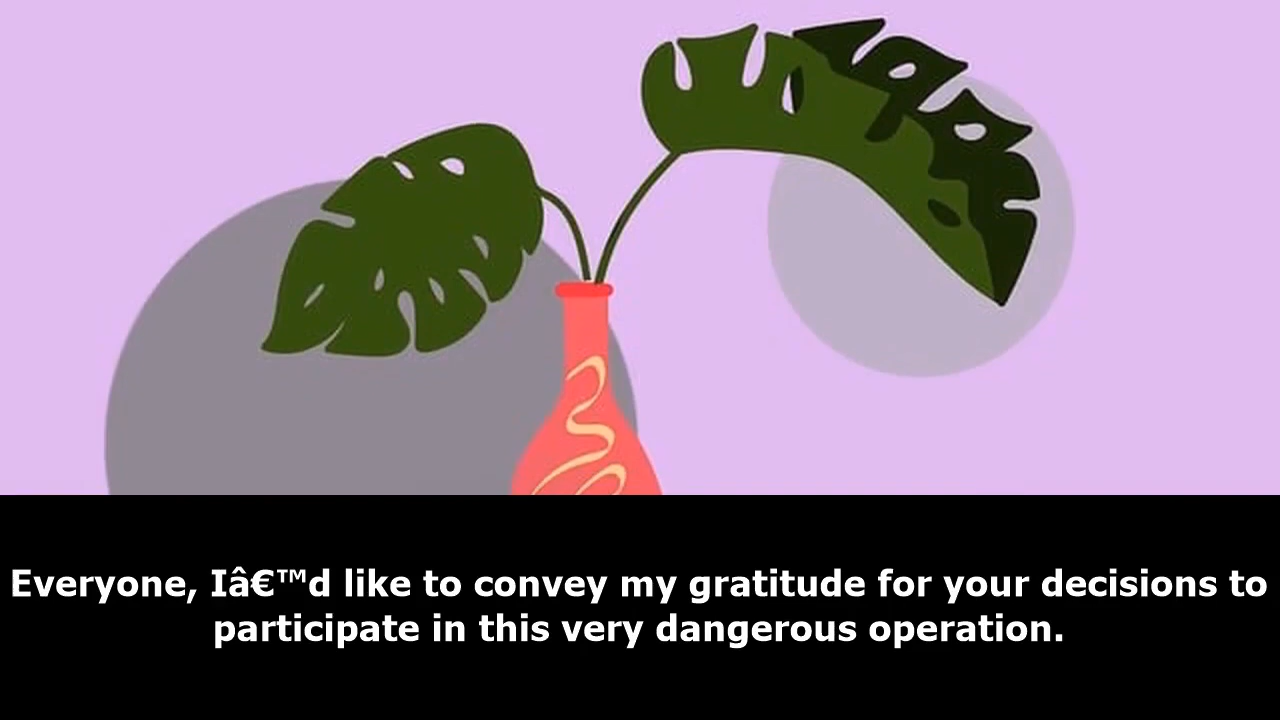 Everyone, Iâ€™d like to convey my gratitude for your decisions to
participate in this very dangerous operation.